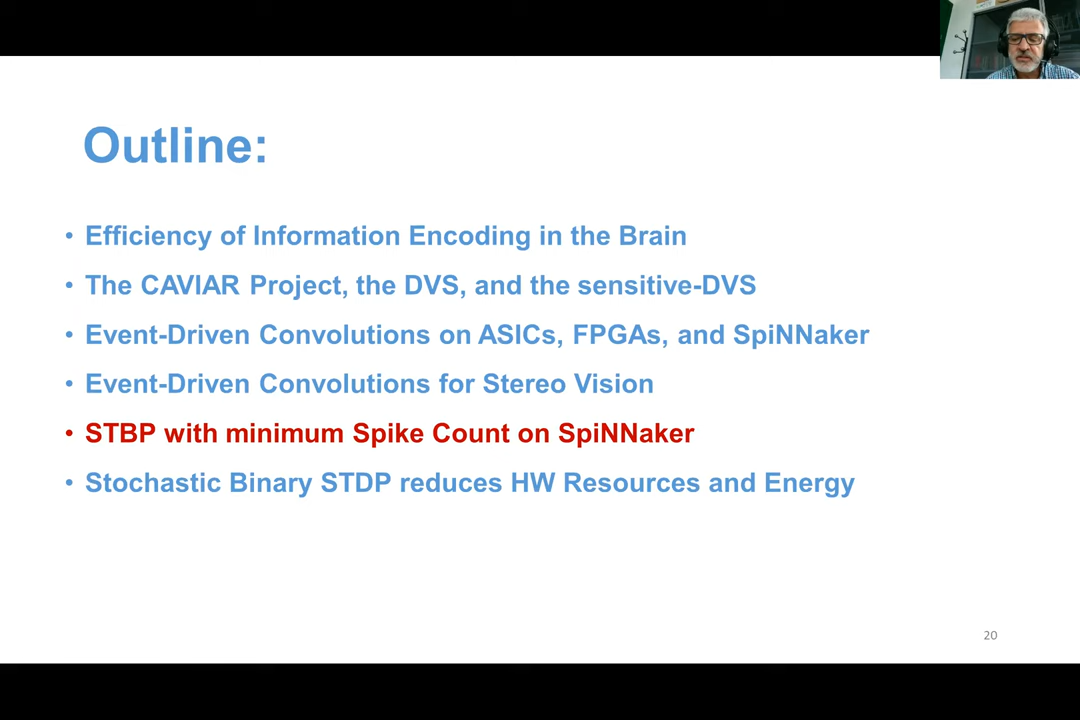 Outline:
• Efficiency of Information Encoding in the Brain
• The CAVIAR Project, the DVS, and the sensitive-DVS
• Event-Driven Convolutions on ASICs, FPGAs, and SpiNNaker
• Event-Driven Convolutions for Stereo Vision
• STBP with minimum Spike Count on SpiNNaker
• Stochastic Binary STDP reduces HW Resources and Energy
20